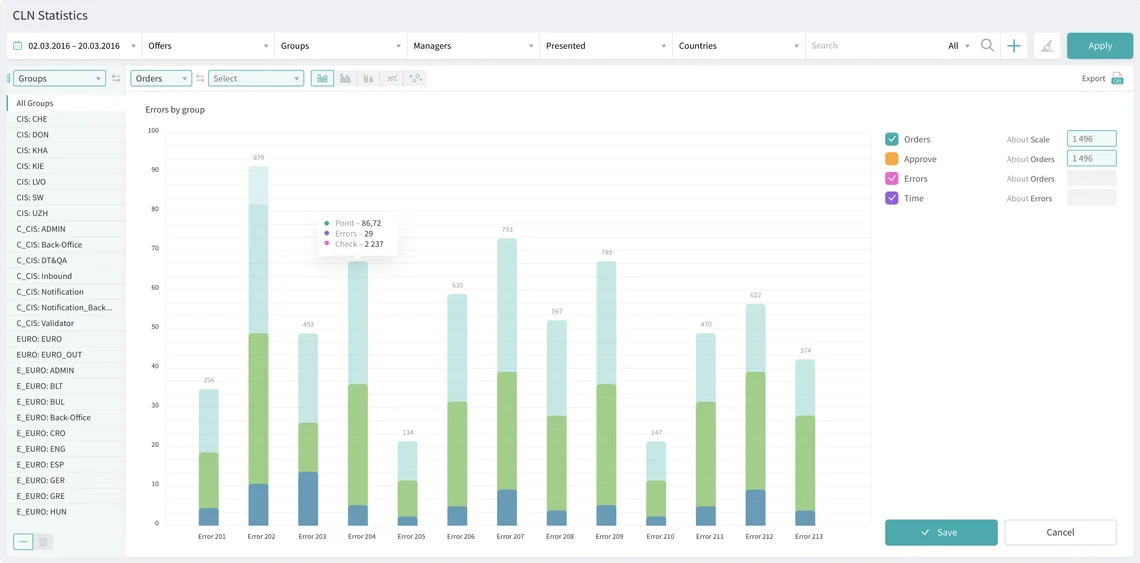 CLN Statistics
02.03.2016 – 20.03.2016 Offers Groups Managers Presented Countries Search All Apply
Groups Orders Select Export
All Groups
CIS: CHE
CIS: DON
CIS: KHA
CIS: KIE
CIS: LVO
CIS: SW
CIS: UZH
C_CIS: ADMIN
C_CIS: Back-Office
C_CIS: DT&QA
C_CIS: Inbound
C_CIS: Notification
C_CIS: Notification_Back...
C_CIS: Validator
EURO: EURO
EURO: EURO_OUT
E_EURO: ADMIN
E_EURO: BLT
E_EURO: BUL
E_EURO: Back-Office
E_EURO: CRO
E_EURO: ENG
E_EURO: ESP
E_EURO: GER
E_EURO: GRE
E_EURO: HUN
Errors by group
100
90
80
70
60
50
40
30
20
10
0
296
879
453
Point – 86,72
Errors – 29
Check – 2 237
134
635
793
567
789
147
470
622
374
Error 201 Error 202 Error 203 Error 204 Error 205 Error 206 Error 207 Error 208 Error 209 Error 210 Error 211 Error 212 Error 213
Orders About Scale 1 496
Approve About Orders 1 496
Errors About Orders
Time About Errors
Save Cancel